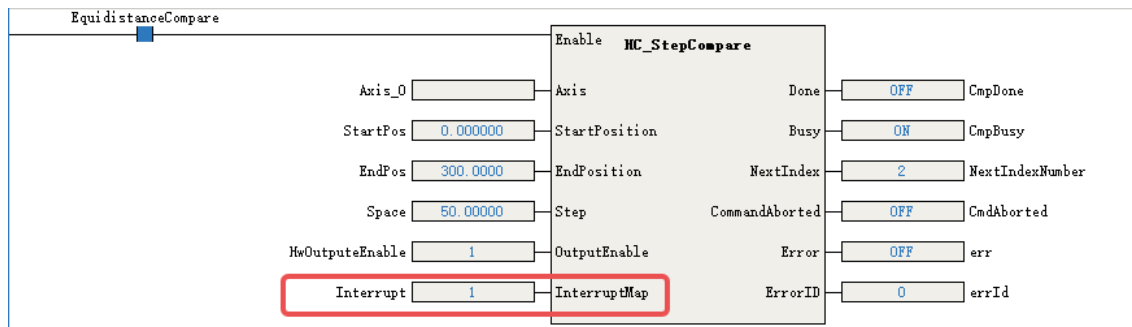 EquidistanceCompare
Enable HC_StepCompare
Axis_0 Axis Done OFF CmpDone
StartPos 0.000000 StartPosition Busy ON CmpBusy
EndPos 300.0000 EndPosition NextIndex 2 NextIndexNumber
Space 50.00000 Step CommandAborted OFF CmdAborted
HwOutputeEnable 1 OutputEnable Error OFF err
Interrupt 1 InterruptMap ErrorID 0 errId